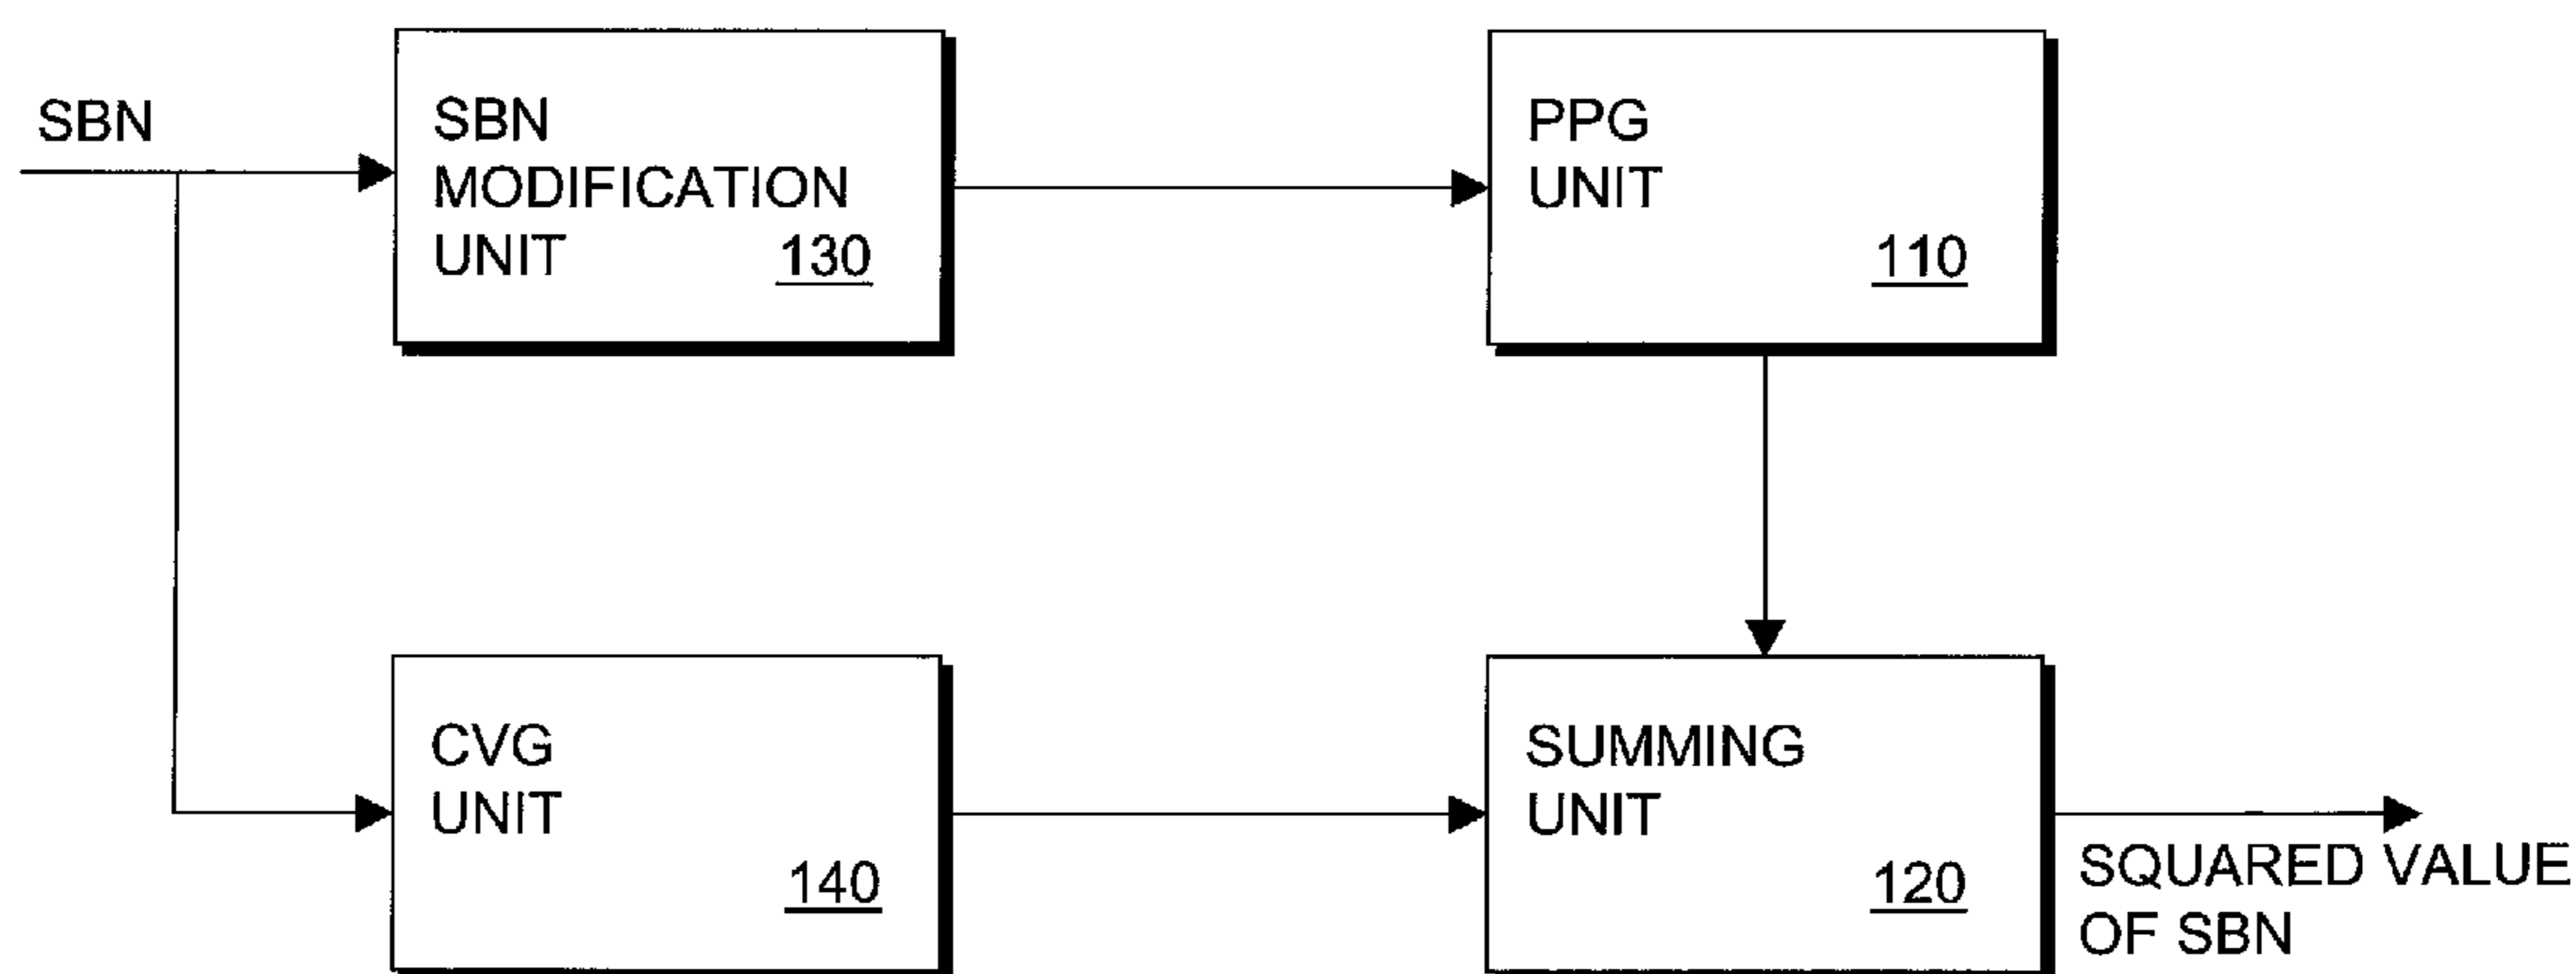 SBN
SBN
MODIFICATION
UNIT
130
PPG
UNIT
110
CVG
UNIT
140
SUMMING
UNIT
120
SQUARED VALUE
OF SBN